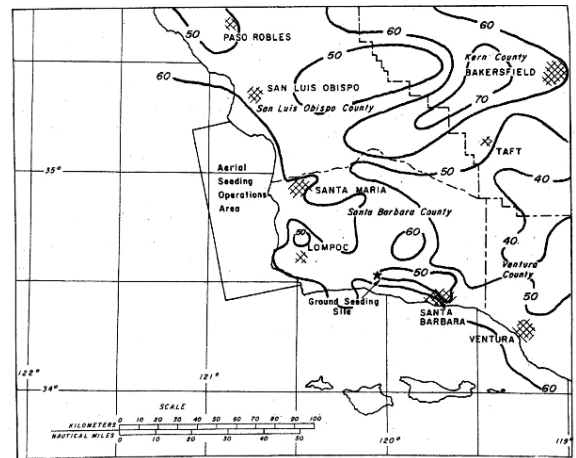 50
60
60
PASO ROBLES
50
Kern County
BAKERSFIELD
60
SAN LUIS OBISPO
San Luis Obispo County
70
TAFT
35°
Aerial
Seeding
Operations
Area
50
40
SANTA MARIA
Santa Barbara County
50
60
40
LOMPOC
50
Ventura
County
Ground Seeding
Site
SANTA
BARBARA
50
VENTURA
122°
121°
34°
60
SCALE
KILOMETERS
0 10 20 30 40 50 60 70 80 90 100
NAUTICAL MILES
0 10 20 30 40 50
120°
119°